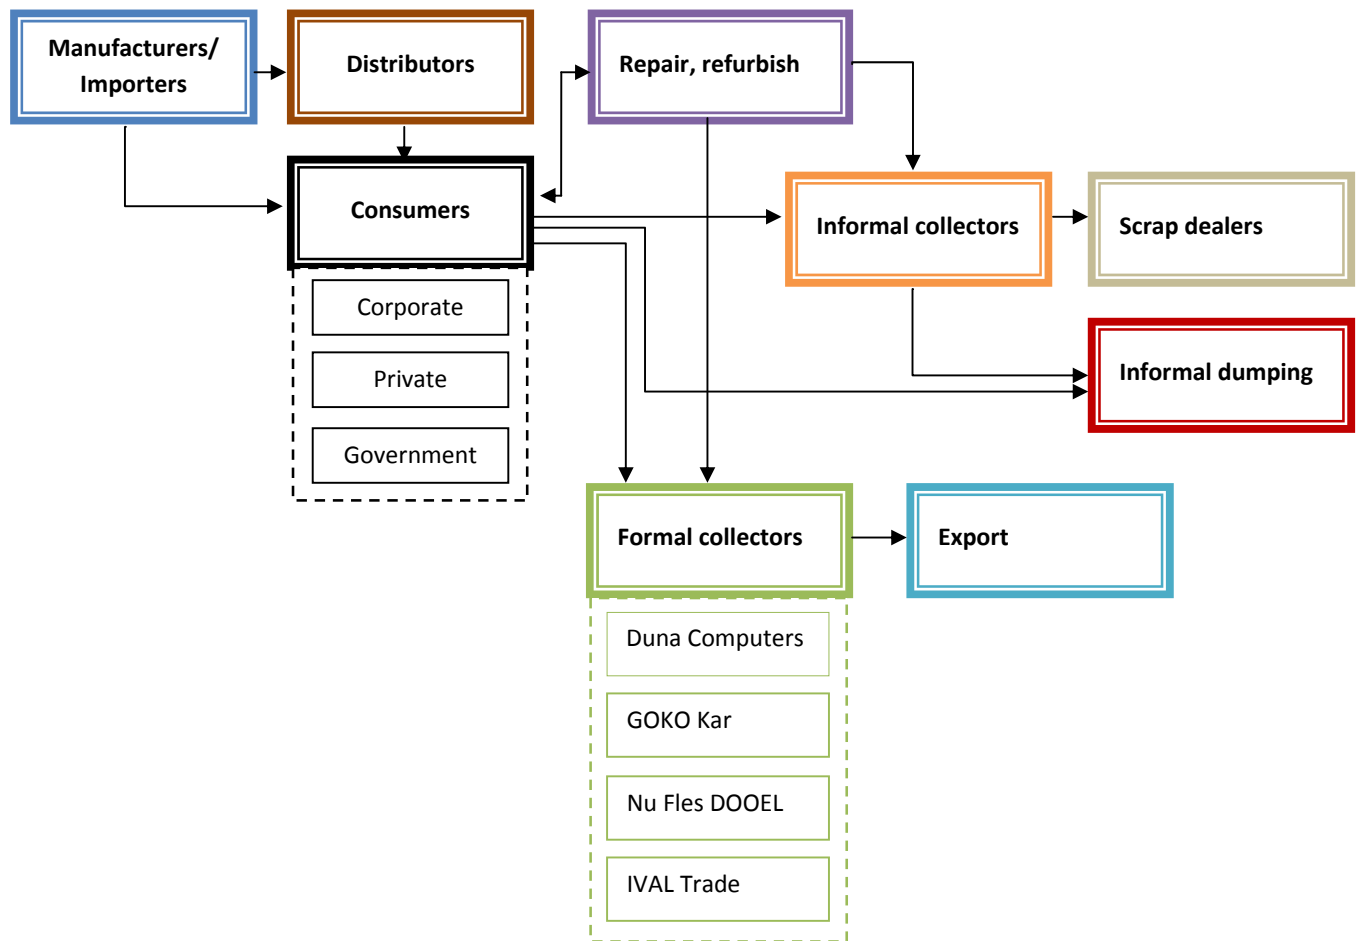 Manufacturers/
Importers
Distributors
Repair, refurbish
Consumers
Informal collectors
Scrap dealers
Corporate
Private
Government
Informal dumping
Formal collectors
Export
Duna Computers
GOKO Kar
Nu Fles DOOEL
IVAL Trade